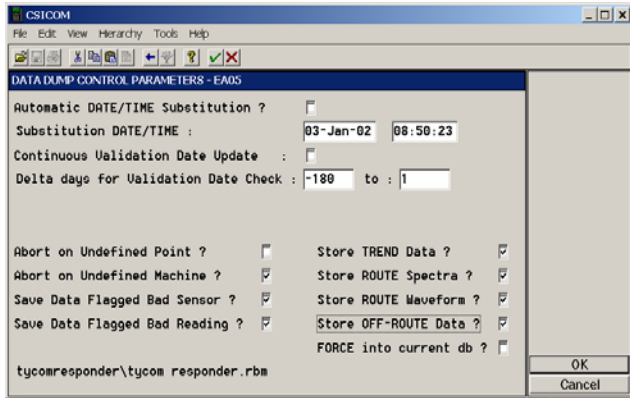 CSICOM
File Edit View Hierarchy Tools Help
DATA DUMP CONTROL PARAMETERS - EA05
Automatic DATE/TIME Substitution ?
Substitution DATE/TIME : 03-Jan-02 08:50:23
Continuous Validation Date Update :
Delta days for Validation Date Check : -180 to : 1
Abort on Undefined Point ? Store TREND Data ?
Abort on Undefined Machine ? Store ROUTE Spectra ?
Save Data Flagged Bad Sensor ? Store ROUTE Waveform ?
Save Data Flagged Bad Reading ? Store OFF-ROUTE Data ?
FORCE into current db ?
tycomresponder\tycom responder.rbm
OK
Cancel